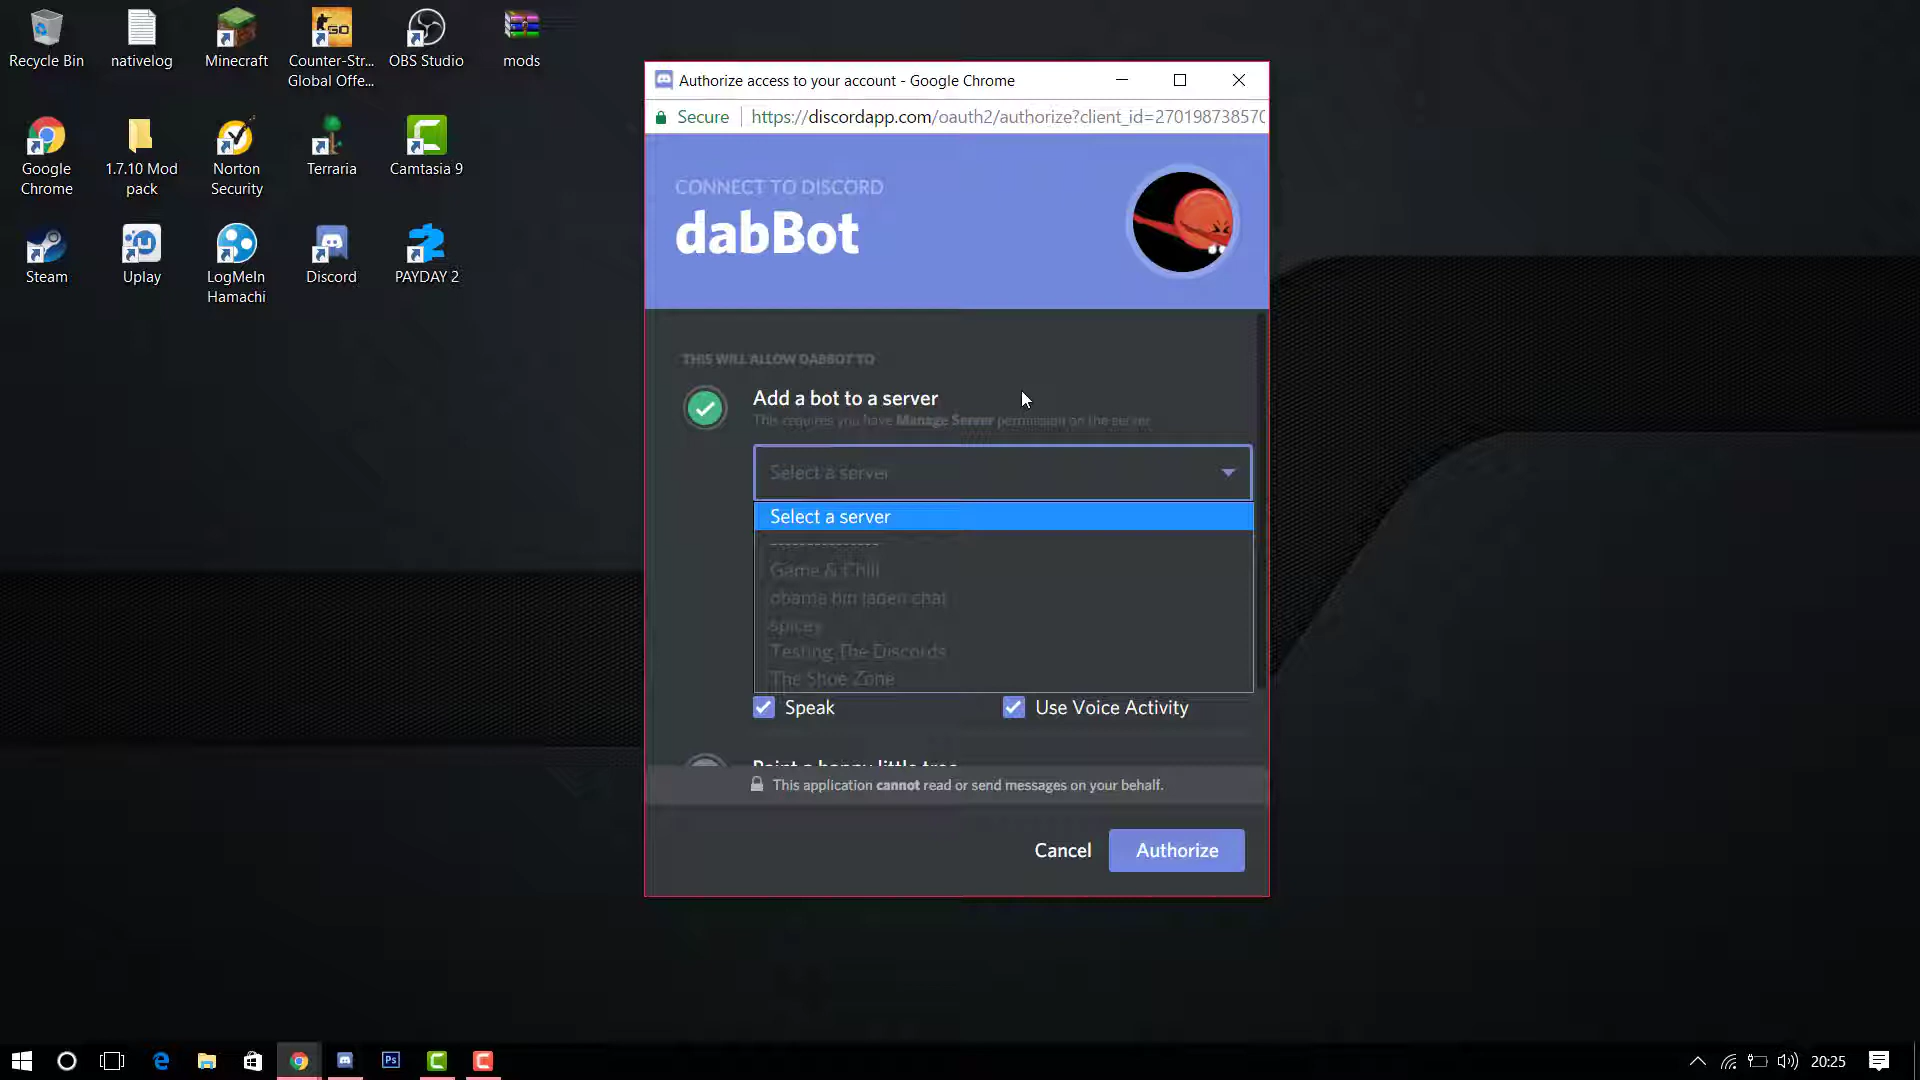 Recycle Bin
nativelog
Minecraft
Counter-Str...
Global Offe...
OBS Studio
mods
Google
Chrome
1.7.10 Mod
pack
Norton
Security
Terraria
Camtasia 9
Steam
Uplay
LogMeIn
Hamachi
Discord
PAYDAY 2
Authorize access to your account - Google Chrome
Secure
https://discordapp.com/oauth2/authorize?client_id=270198738570
CONNECT TO DISCORD
dabBot
THIS WILL ALLOW DABBOT TO
Add a bot to a server
This requires you have Manage Server permission on the server.
Select a server
Select a server
---------------
Game & Chill
obama bin laden chat
spicey
Testing The Discords
The Shoe Zone
Speak
Use Voice Activity
Paint a happy little tree
This application cannot read or send messages on your behalf.
Cancel
Authorize
Ps
20:25